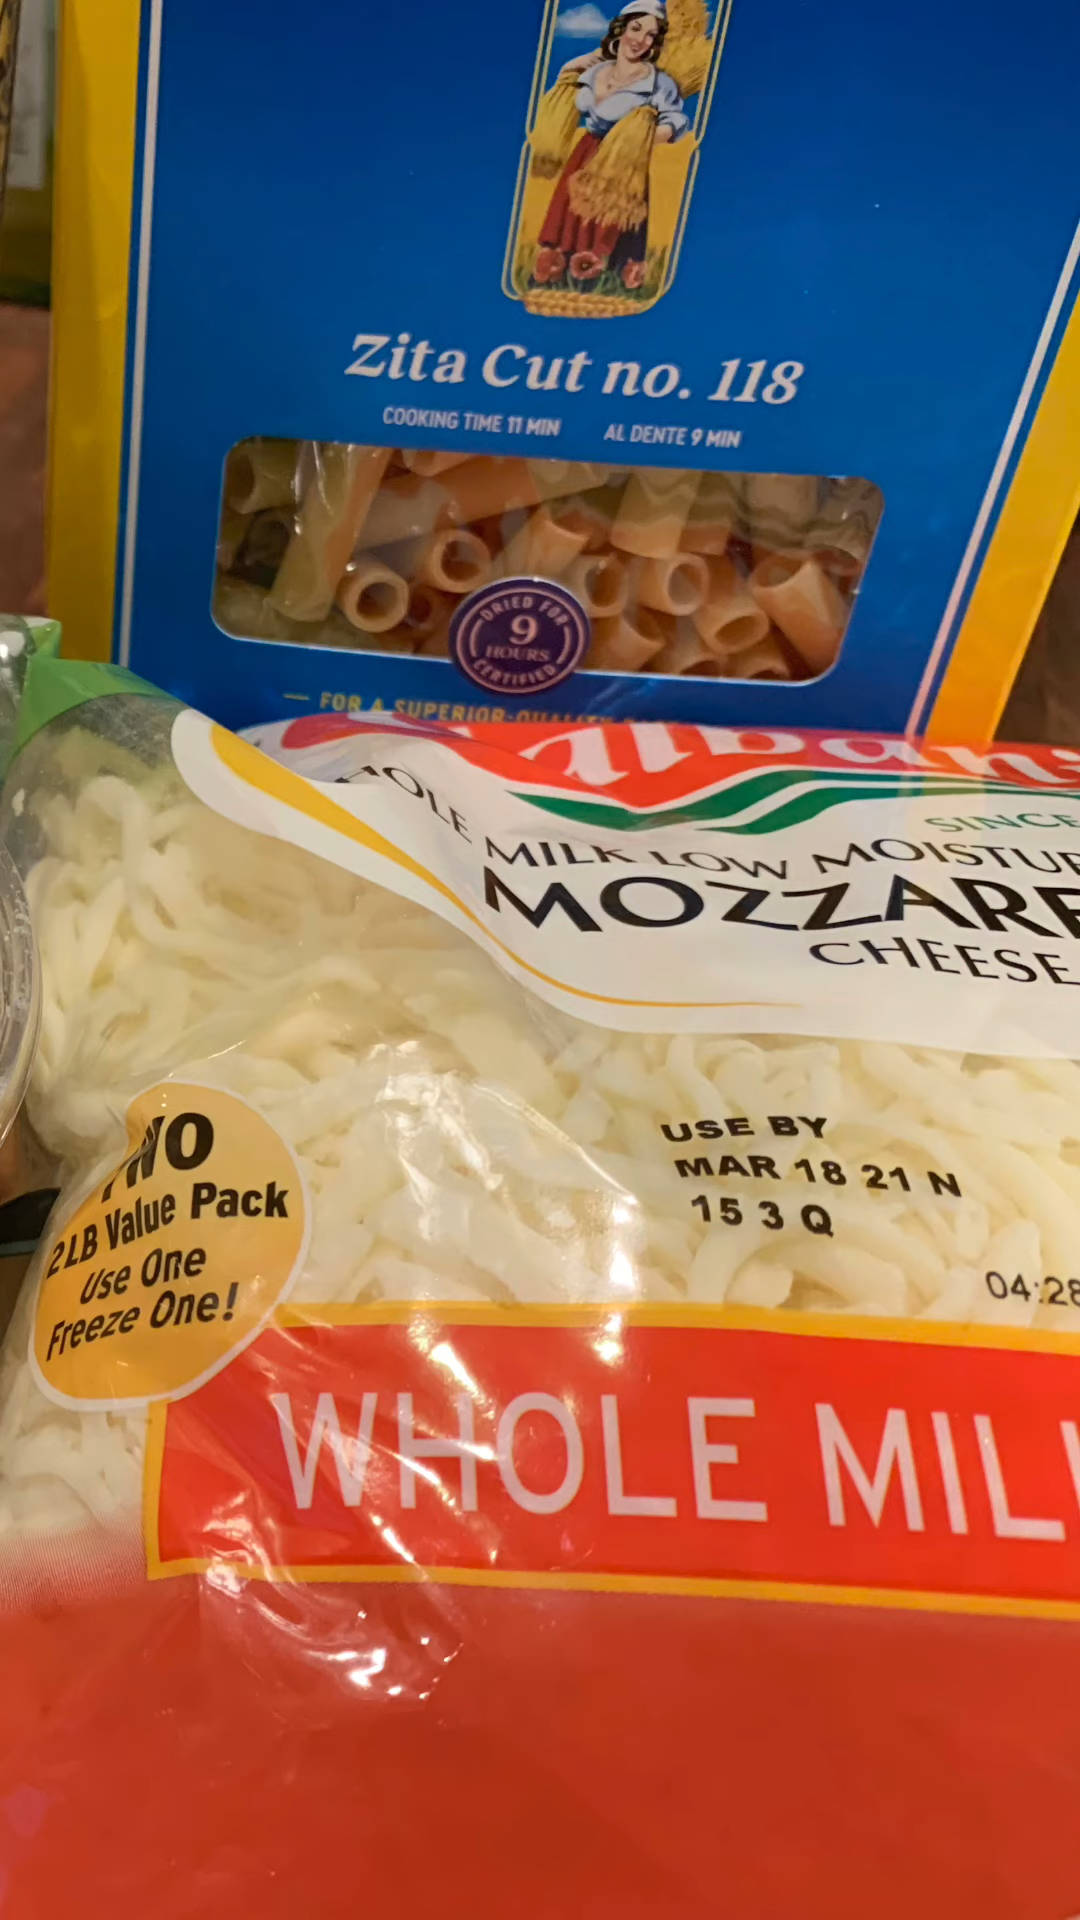 Zita Cut no. 118
COOKING TIME 11 MIN AL DENTE 9 MIN
DRIED FOR
9
HOURS
CERTIFIED
— FOR A SUPERIOR-QUALITY
SINCE
MILK LOW MOISTUR
MOZZARE
CHEESE
USE BY
MAR 18 21 N
15 3 Q
04:28
2LB Value Pack
Use One
Freeze One!
WHOLE MIL